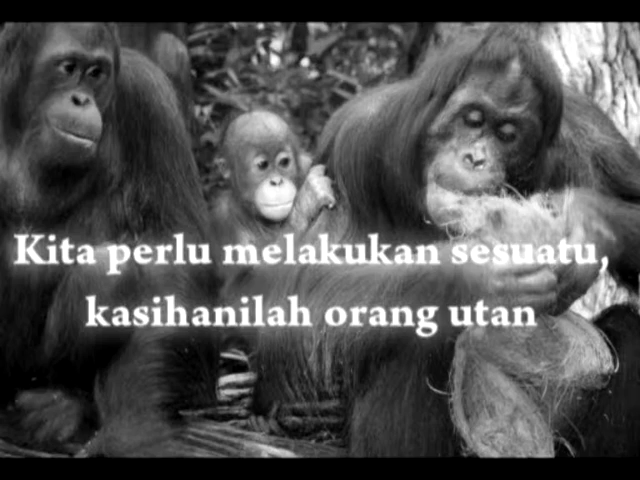 Kita perlu melakukan sesuatu,
kasihanilah orang utan